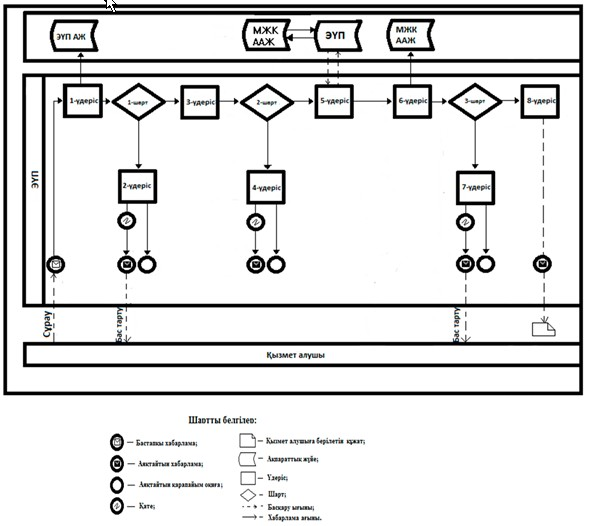 ЭҮП АЖ
МЖК
ААЖ
ЭҮП
МЖК
ААЖ
ЭҮП
1-үдеріс
1-шарт
3-үдеріс
2-шарт
5-үдеріс
6-үдеріс
3-шарт
8-үдеріс
2-үдеріс
4-үдеріс
7-үдеріс
Сұрау
Бас тарту
Бас тарту
Қызмет алушы
Шартты белгілер:
— Бастапқы хабарлама;
— Аяқтайтын хабарлама;
— Аяқтайтын қарапайым оқиға;
— Қате;
— Қызмет алушыға берілетін құжат;
— Ақпараттық жүйе;
— Үдеріс;
— Шарт;
— Басқару ағыны;
— Хабарлама ағыны.